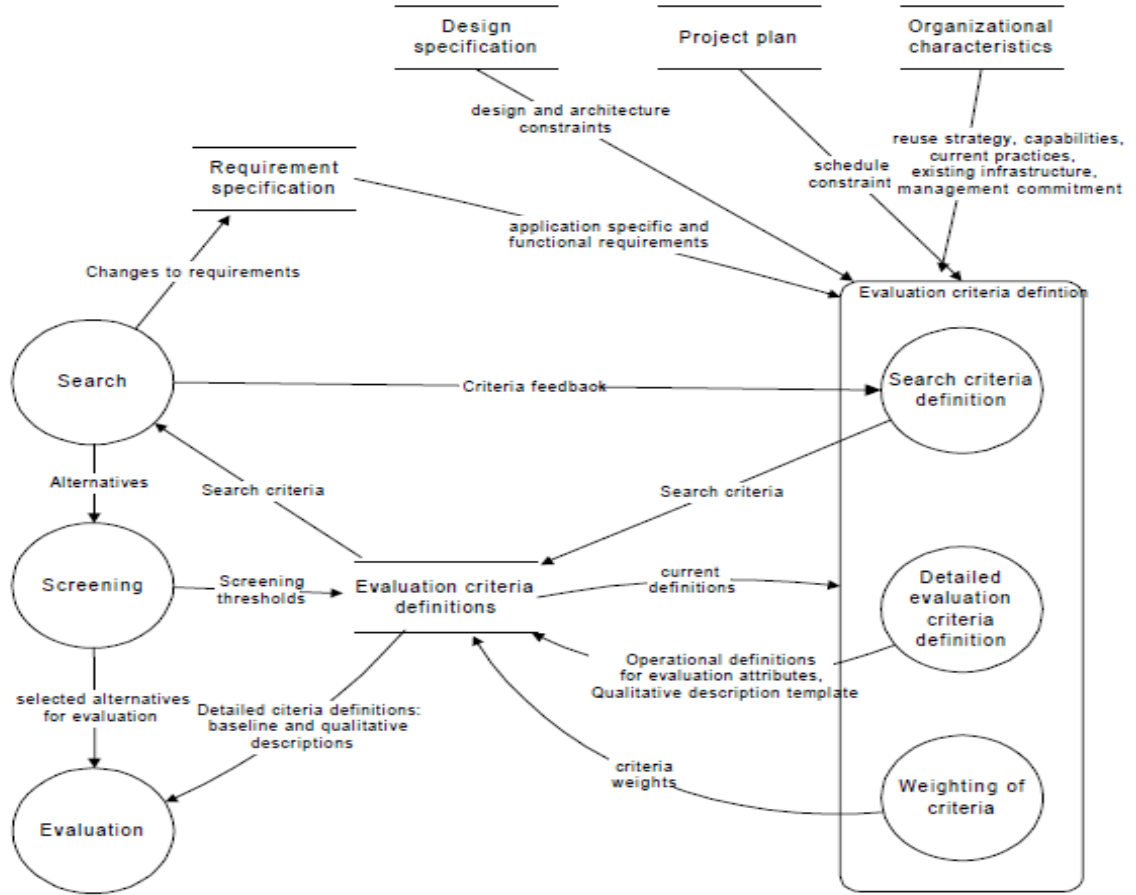 Design
specification
Project plan
Organizational
characteristics
design and architecture
constraints
reuse strategy, capabilities,
current practices,
existing infrastructure,
management commitment
schedule
constraint
Requirement
specification
application specific and
functional requirements
Changes to requirements
Evaluation criteria defintion
Search
Criteria feedback
Search criteria
definition
Alternatives
Search criteria
Search criteria
Screening
Screening
thresholds
Evaluation criteria
definitions
current
definitions
Detailed
evaluation
criteria
definition
Operational definitions
for evaluation attributes,
Qualitative description template
selected alternatives
for evaluation
Detailed citeria definitions:
baseline and qualitative
descriptions
criteria
weights
Weighting of
criteria
Evaluation